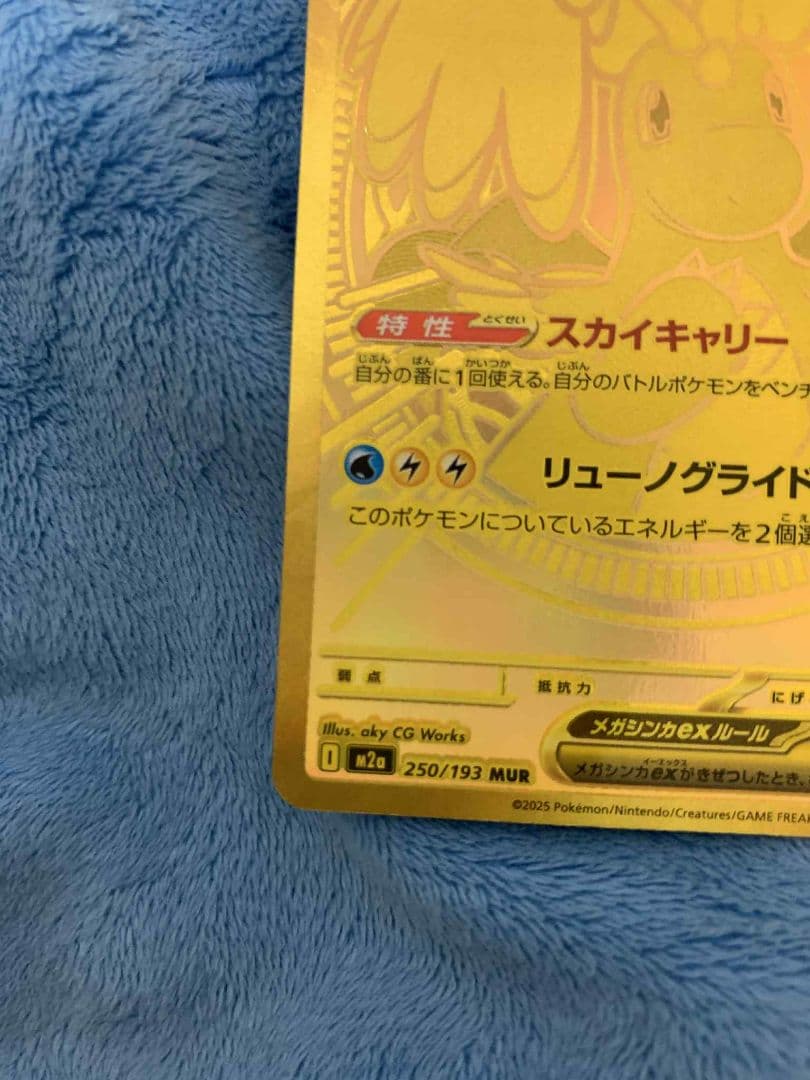 特性 とくせい スカイキャリー
じぶん ばん かいつか じぶん
自分の番に1回使える。自分のバトルポケモンをベンチ
リューノグライド
このポケモンについているエネルギーを2個選
弱点 抵抗力 にげ
Illus. aky CG Works
メガシンカexルール
I m2a 250/193 MUR
イーエックス
メガシンカexがきぜつしたとき、
©2025 Pokémon/Nintendo/Creatures/GAME FREAK